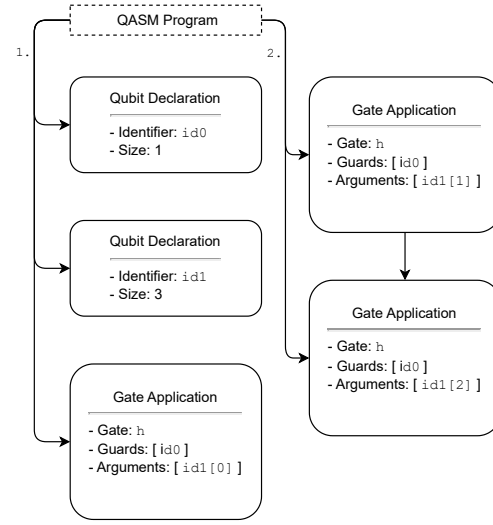 QASM Program
1.
Qubit Declaration
- Identifier: id0
- Size: 1
Qubit Declaration
- Identifier: id1
- Size: 3
Gate Application
- Gate: h
- Guards: [ id0 ]
- Arguments: [ id1[0] ]
2.
Gate Application
- Gate: h
- Guards: [ id0 ]
- Arguments: [ id1[1] ]
Gate Application
- Gate: h
- Guards: [ id0 ]
- Arguments: [ id1[2] ]